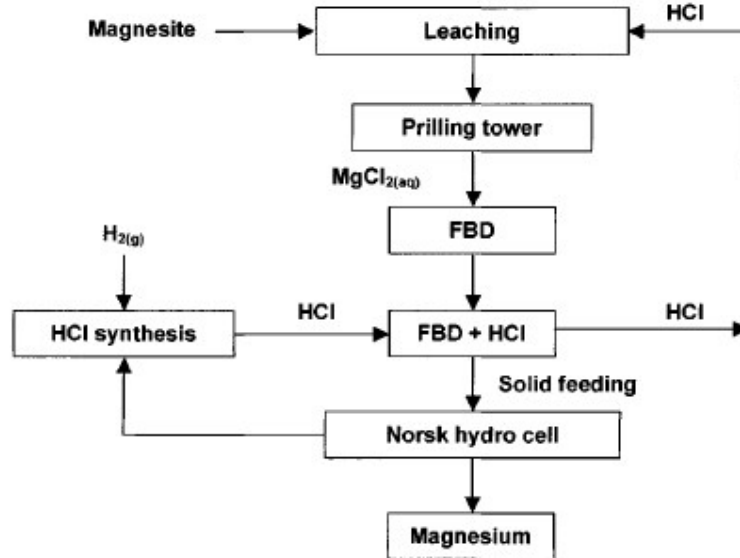 HCl
Magnesite
Leaching
Prilling tower
MgCl2(aq)
FBD
H2(g)
HCl synthesis
HCl
FBD + HCl
HCl
Solid feeding
Norsk hydro cell
Magnesium